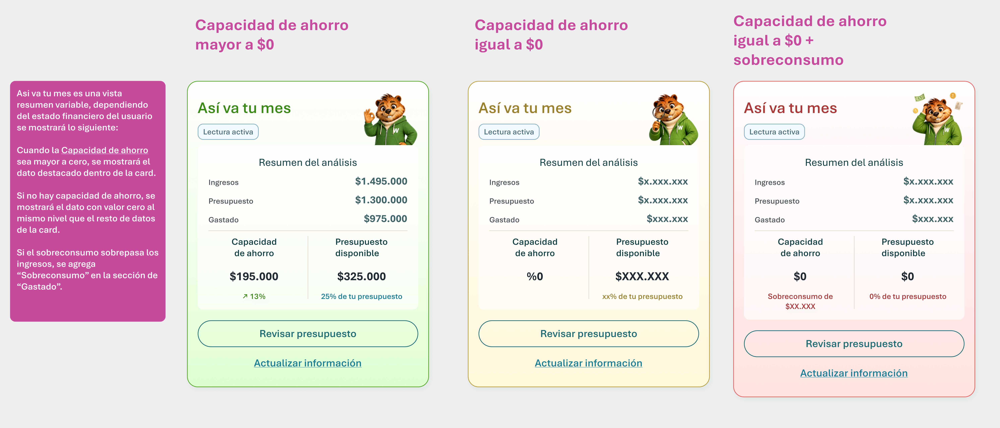 Capacidad de ahorro
mayor a $0
Capacidad de ahorro
igual a $0
Capacidad de ahorro
igual a $0 +
sobreconsumo
Asi va tu mes es una vista
resumen variable, dependiendo
del estado financiero del usuario
se mostrará lo siguiente:
Cuando la Capacidad de ahorro
sea mayor a cero, se mostrará el
dato destacado dentro de la card.
Si no hay capacidad de ahorro, se
mostrará el dato con valor cero al
mismo nivel que el resto de datos
de la card.
Si el sobreconsumo sobrepasa los
ingresos, se agrega
“Sobreconsumo” en la sección de
“Gastado”.
Así va tu mes
Lectura activa
W
Resumen del análisis
Ingresos $1.495.000
Presupuesto $1.300.000
Gastado $975.000
Capacidad
de ahorro
$195.000
↗ 13%
Presupuesto
disponible
$325.000
25% de tu presupuesto
Revisar presupuesto
Actualizar información
Así va tu mes
Lectura activa
W
Resumen del análisis
Ingresos $x.xxx.xxx
Presupuesto $x.xxx.xxx
Gastado $xxx.xxx
Capacidad
de ahorro
%0
Presupuesto
disponible
$XXX.XXX
xx% de tu presupuesto
Revisar presupuesto
Actualizar información
Así va tu mes
Lectura activa
W
Resumen del análisis
Ingresos $x.xxx.xxx
Presupuesto $x.xxx.xxx
Gastado $xxx.xxx
Capacidad
de ahorro
$0
Sobreconsumo de
$XX.XXX
Presupuesto
disponible
$0
0% de tu presupuesto
Revisar presupuesto
Actualizar información